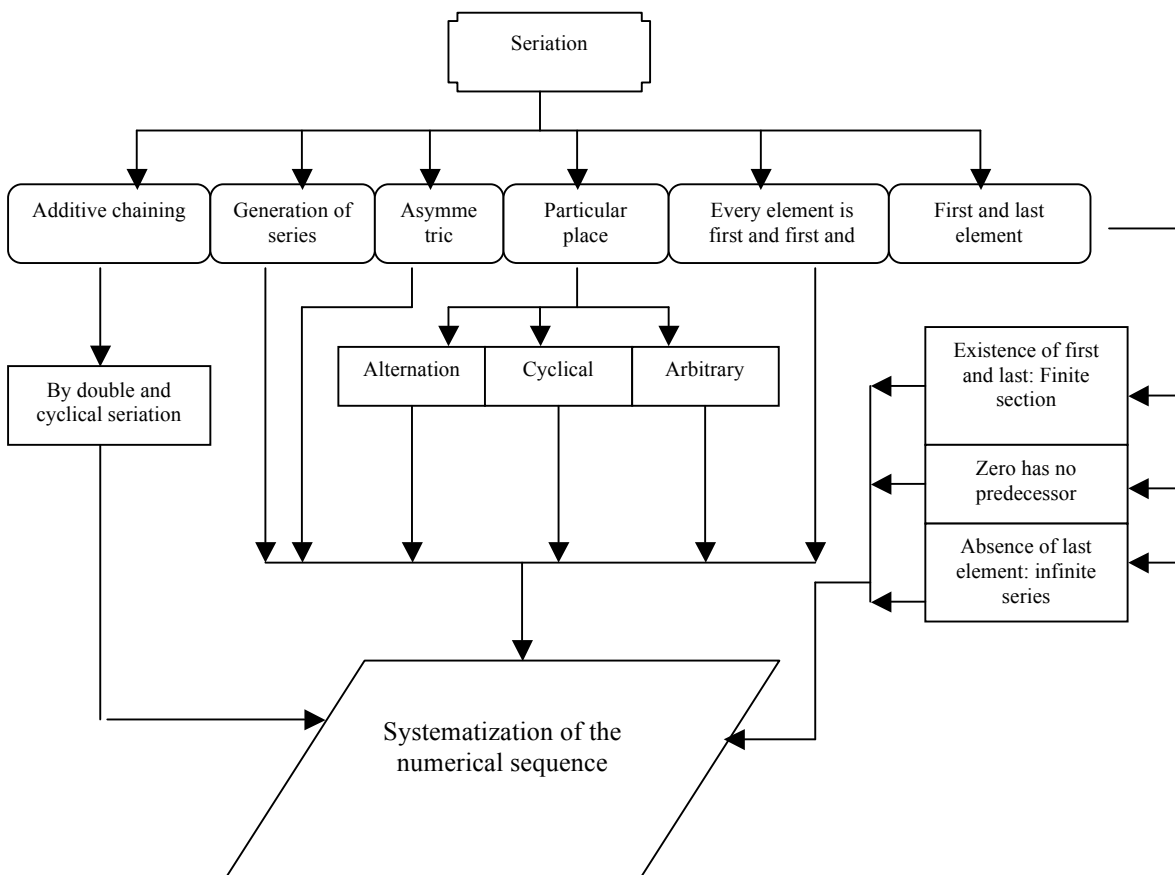 Seriation
Additive chaining
Generation of
series
Asymme
tric
Particular
place
Every element is
first and first and
First and last
element
Alternation
Cyclical
Arbitrary
By double and
cyclical seriation
Existence of first
and last: Finite
section
Zero has no
predecessor
Absence of last
element: infinite
series
Systematization of the
numerical sequence